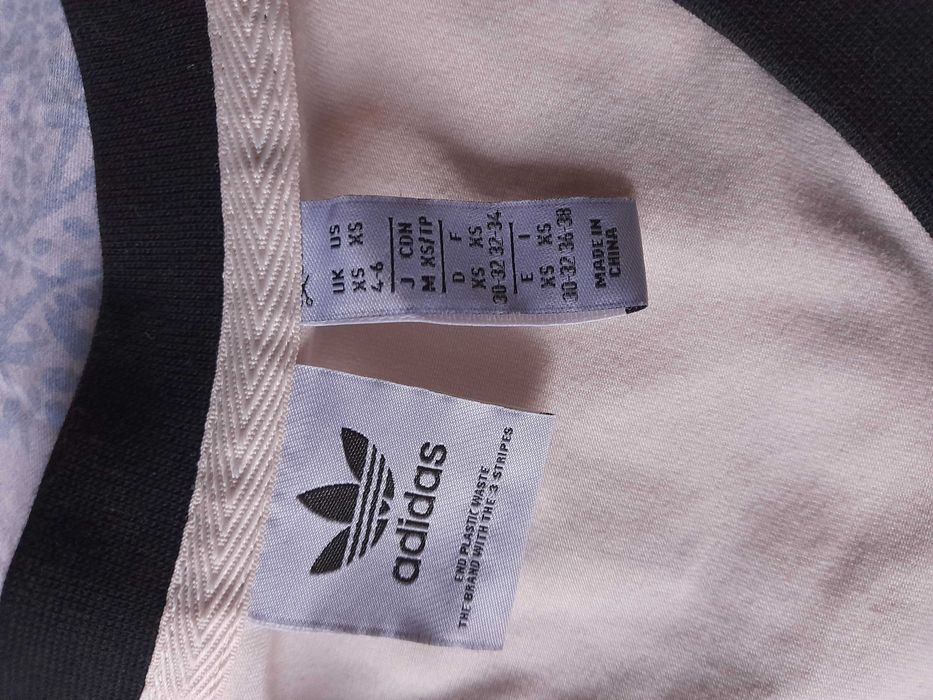 UK US
XS XS
4-6
J CDN
M XS/TP
D F
XS XS
30-32 32-34
E I
XS XS
30-32 36-38
MADE IN
CHINA
adidas
END PLASTIC WASTE
THE BRAND WITH THE 3 STRIPES